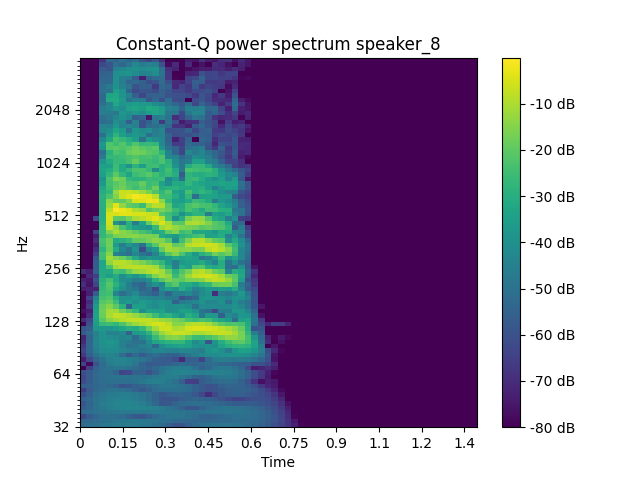 Constant-Q power spectrum speaker_8
Hz
2048
1024
512
256
128
64
32
0
0.15
0.3
0.45
0.6
0.75
0.9
1.1
1.2
1.4
Time
-10 dB
-20 dB
-30 dB
-40 dB
-50 dB
-60 dB
-70 dB
-80 dB